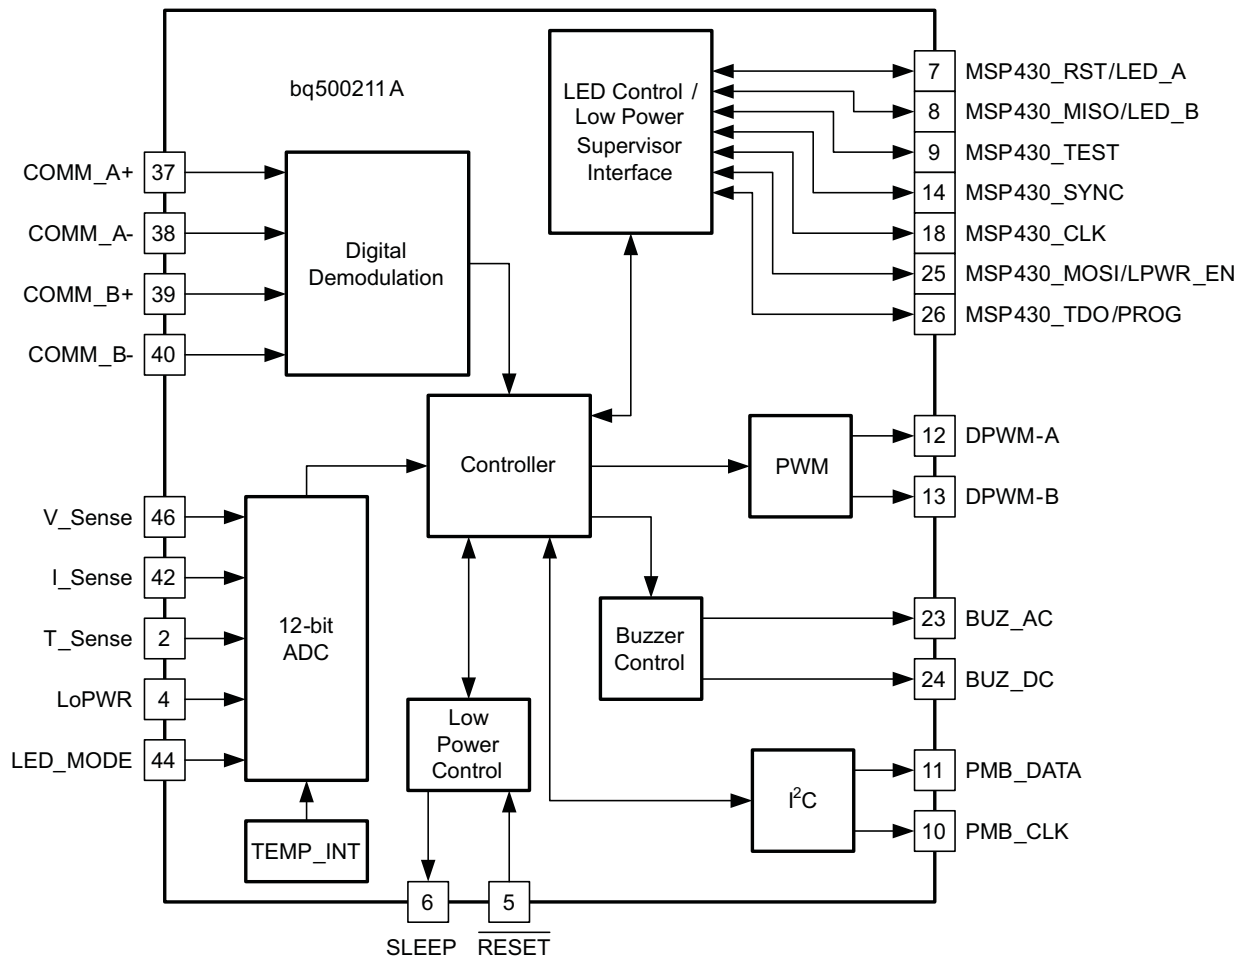 bq500211A
LED Control /
Low Power
Supervisor
Interface
7 MSP430_RST/LED_A
8 MSP430_MISO/LED_B
9 MSP430_TEST
14 MSP430_SYNC
18 MSP430_CLK
25 MSP430_MOSI/LPWR_EN
26 MSP430_TDO/PROG
COMM_A+ 37
COMM_A- 38
COMM_B+ 39
COMM_B- 40
Digital
Demodulation
Controller
PWM
12 DPWM-A
13 DPWM-B
V_Sense 46
I_Sense 42
T_Sense 2
LoPWR 4
LED_MODE 44
12-bit
ADC
Buzzer
Control
23 BUZ_AC
24 BUZ_DC
Low
Power
Control
I²C
11 PMB_DATA
10 PMB_CLK
TEMP_INT
6 5
SLEEP RESET